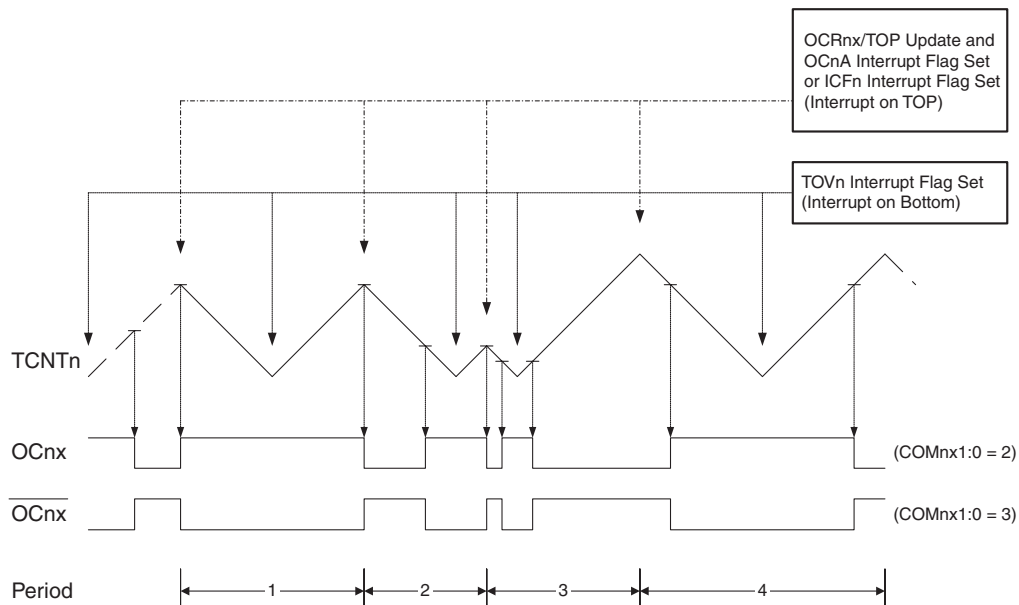 OCRnx/TOP Update and
OCnA Interrupt Flag Set
or ICFn Interrupt Flag Set
(Interrupt on TOP)
TOVn Interrupt Flag Set
(Interrupt on Bottom)
TCNTn
OCnx
(COMnx1:0 = 2)
OCnx
(COMnx1:0 = 3)
Period
1
2
3
4